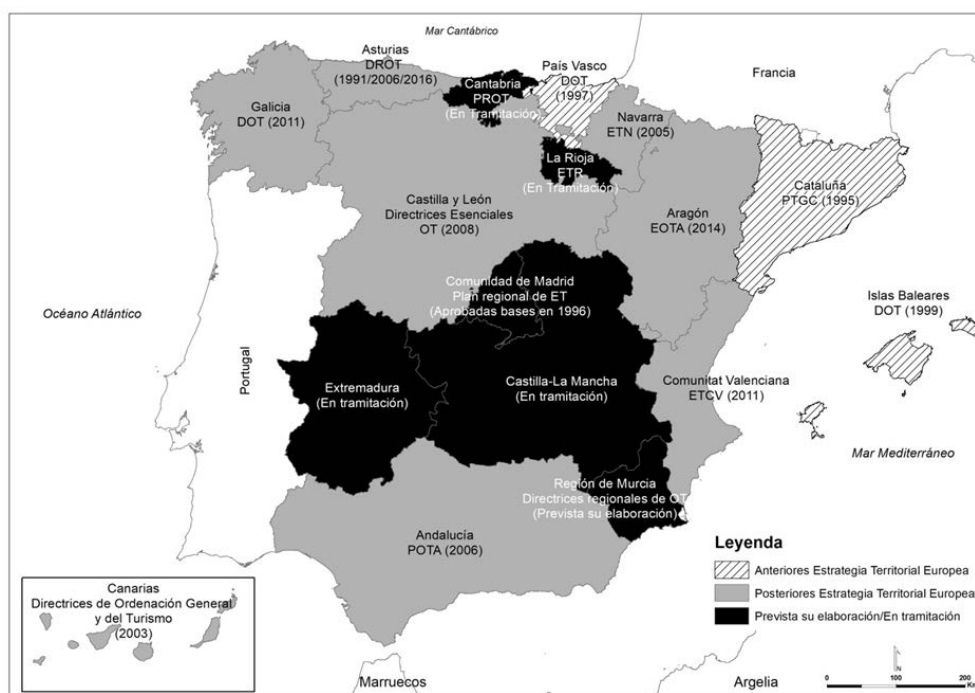 Mar Cantábrico
Asturias
DROT
(1991/2006/2016)
Cantabria
PROT
(En Tramitación)
País Vasco
DOT
(1997)
Francia
Galicia
DOT (2011)
Navarra
ETN (2005)
La Rioja
ETR
(En Tramitación)
Cataluña
PTGC (1995)
Castilla y León
Directrices Esenciales
OT (2008)
Aragón
EOTA (2014)
Comunidad de Madrid
Plan regional de ET
(Aprobadas bases en 1996)
Islas Baleares
DOT (1999)
Océano Atlántico
Portugal
Extremadura
(En tramitación)
Castilla-La Mancha
(En tramitación)
Comunitat Valenciana
ETCV (2011)
Mar Mediterráneo
Región de Murcia
Directrices regionales de OT
(Prevista su elaboración)
Andalucía
POTA (2006)
Canarias
Directrices de Ordenación General
y del Turismo
(2003)
Leyenda
Anteriores Estrategia Territorial Europea
Posteriores Estrategia Territorial Europea
Prevista su elaboración/En tramitación
Marruecos
Argelia
N
0 100 200